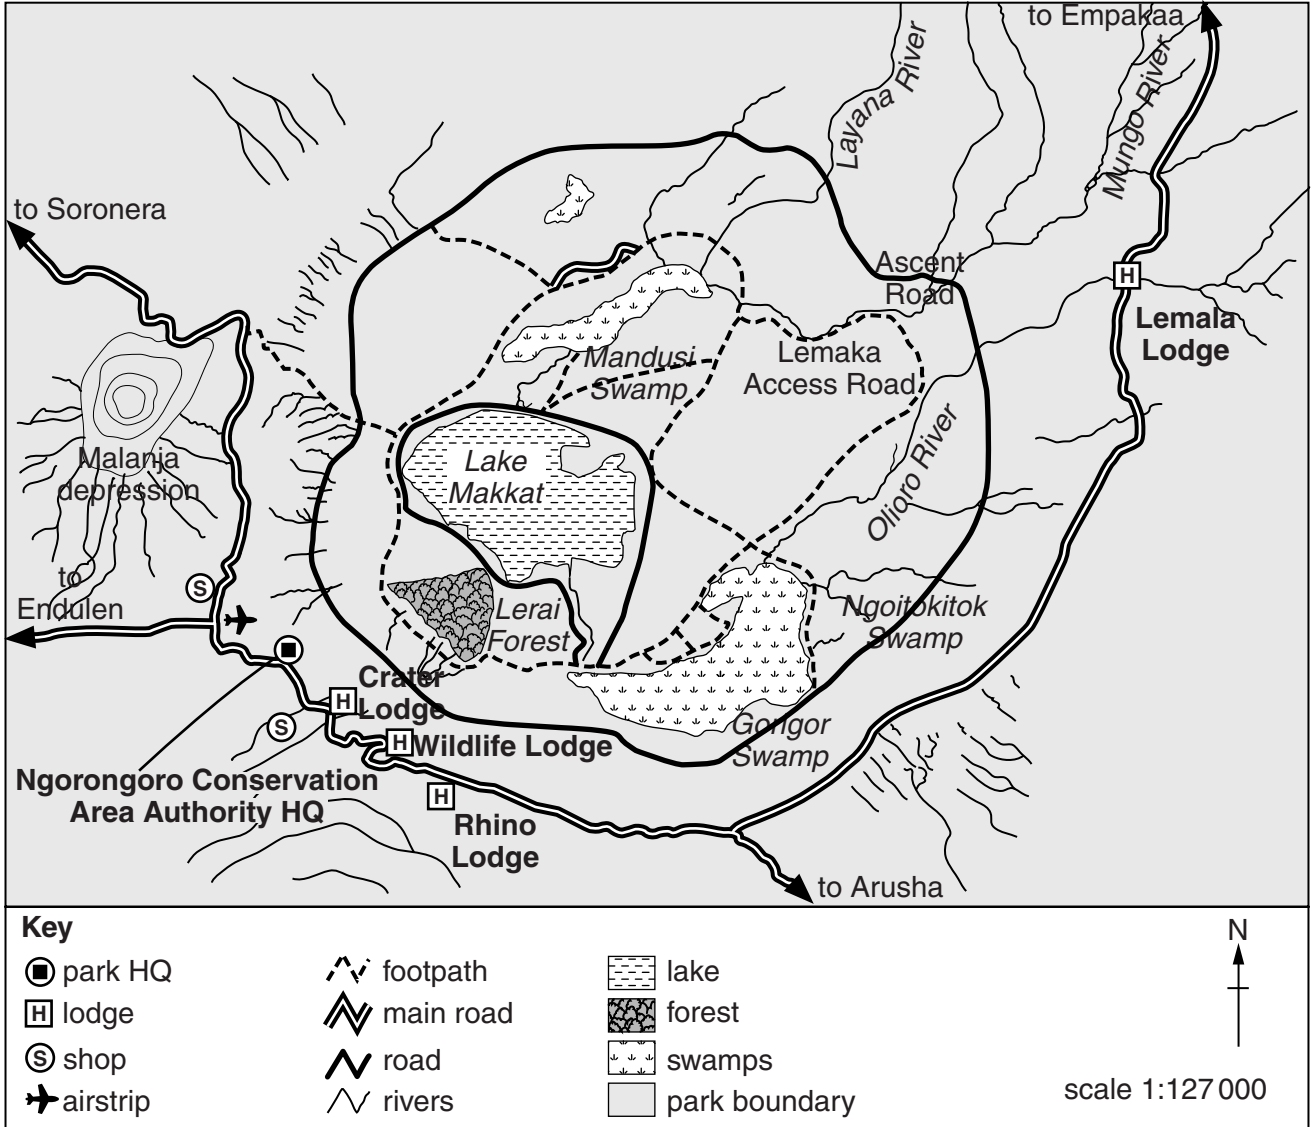 to Empakaa
Layana River
Mungo River
to Soronera
Ascent
Road
H
Lemala
Lodge
Mandusi
Swamp
Lemaka
Access Road
Malanja
depression
Lake
Makkat
Olioro River
to
Endulen
S
Lerai
Forest
Ngoitokitok
Swamp
Crater
Lodge
H
S
H
Wildlife Lodge
Gorigor
Swamp
Ngorongoro Conservation
Area Authority HQ
H
Rhino
Lodge
to Arusha
Key
park HQ
H lodge
S shop
airstrip
footpath
main road
road
rivers
lake
forest
swamps
park boundary
N
scale 1:127 000